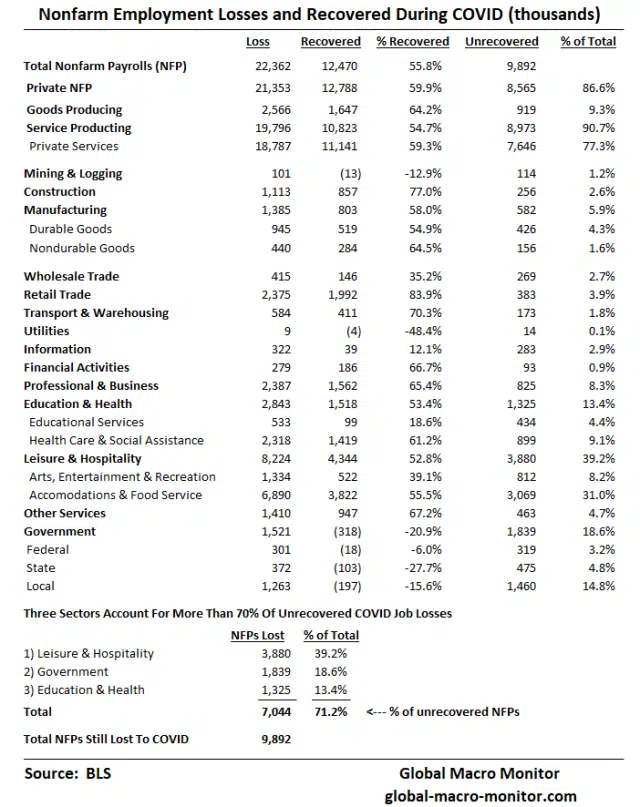 Nonfarm Employment Losses and Recovered During COVID (thousands)
Loss Recovered % Recovered Unrecovered % of Total
Total Nonfarm Payrolls (NFP) 22,362 12,470 55.8% 9,892
Private NFP 21,353 12,788 59.9% 8,565 86.6%
Goods Producing 2,566 1,647 64.2% 919 9.3%
Service Producting 19,796 10,823 54.7% 8,973 90.7%
Private Services 18,787 11,141 59.3% 7,646 77.3%
Mining & Logging 101 (13) -12.9% 114 1.2%
Construction 1,113 857 77.0% 256 2.6%
Manufacturing 1,385 803 58.0% 582 5.9%
Durable Goods 945 519 54.9% 426 4.3%
Nondurable Goods 440 284 64.5% 156 1.6%
Wholesale Trade 415 146 35.2% 269 2.7%
Retail Trade 2,375 1,992 83.9% 383 3.9%
Transport & Warehousing 584 411 70.3% 173 1.8%
Utilities 9 (4) -48.4% 14 0.1%
Information 322 39 12.1% 283 2.9%
Financial Activities 279 186 66.7% 93 0.9%
Professional & Business 2,387 1,562 65.4% 825 8.3%
Education & Health 2,843 1,518 53.4% 1,325 13.4%
Educational Services 533 99 18.6% 434 4.4%
Health Care & Social Assistance 2,318 1,419 61.2% 899 9.1%
Leisure & Hospitality 8,224 4,344 52.8% 3,880 39.2%
Arts, Entertainment & Recreation 1,334 522 39.1% 812 8.2%
Accomodations & Food Service 6,890 3,822 55.5% 3,069 31.0%
Other Services 1,410 947 67.2% 463 4.7%
Government 1,521 (318) -20.9% 1,839 18.6%
Federal 301 (18) -6.0% 319 3.2%
State 372 (103) -27.7% 475 4.8%
Local 1,263 (197) -15.6% 1,460 14.8%
Three Sectors Account For More Than 70% Of Unrecovered COVID Job Losses
NFPs Lost % of Total
1) Leisure & Hospitality 3,880 39.2%
2) Government 1,839 18.6%
3) Education & Health 1,325 13.4%
Total 7,044 71.2% <--- % of unrecovered NFPs
Total NFPs Still Lost To COVID 9,892
Source: BLS Global Macro Monitor
global-macro-monitor.com